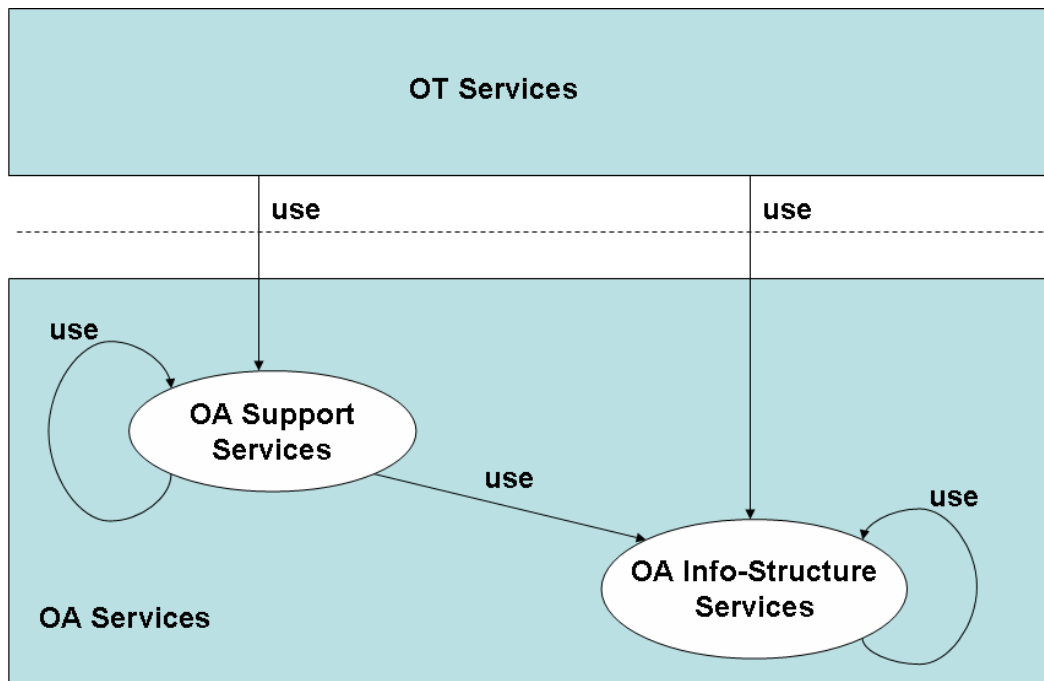 OT Services
use
use
use
OA Support
Services
use
use
OA Info-Structure
Services
OA Services